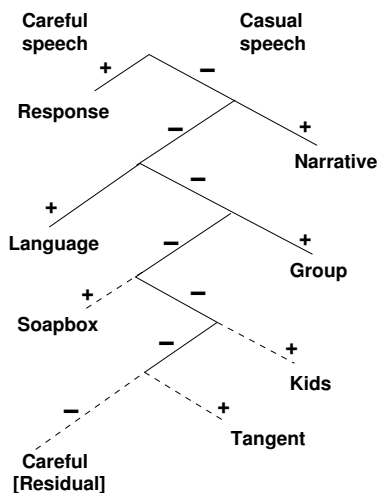 Careful
speech
Casual
speech
+
−
Response
−
+
Narrative
+
−
Language
−
+
Group
+
−
Soapbox
−
+
Kids
−
+
Tangent
Careful
[Residual]